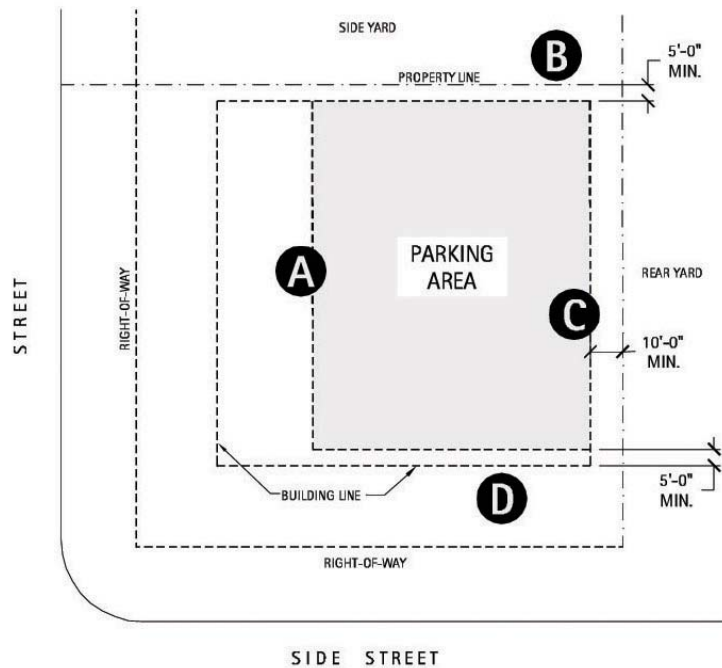 SIDE YARD
B
5'-0"
MIN.
PROPERTY LINE
A
PARKING
AREA
RIGHT-OF-WAY
STREET
REAR YARD
C
10'-0"
MIN.
BUILDING LINE
D
5'-0"
MIN.
RIGHT-OF-WAY
SIDE STREET